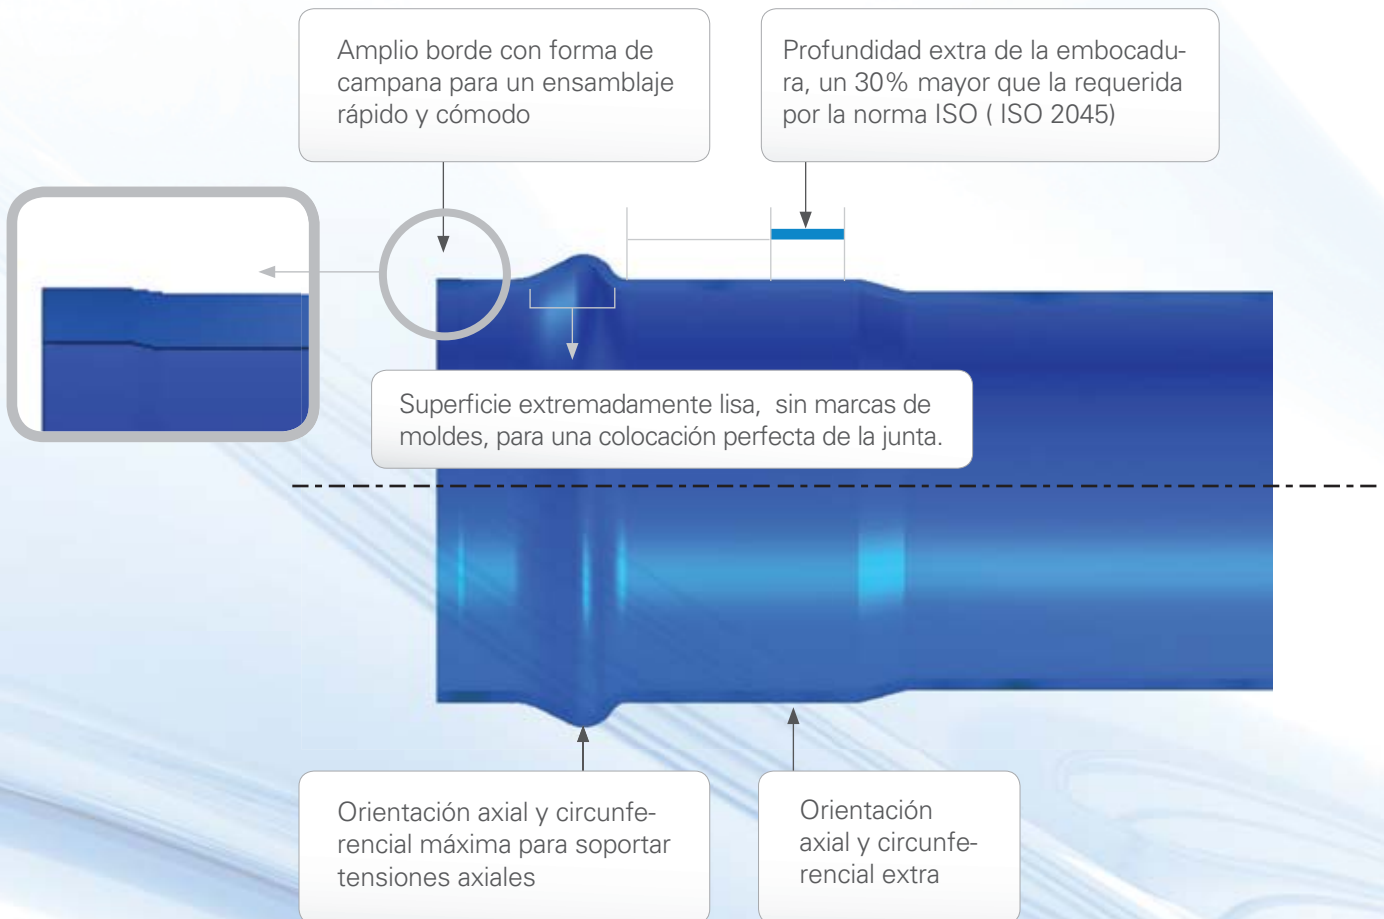 Amplio borde con forma de
campana para un ensamblaje
rápido y cómodo
Profundidad extra de la embocadu-
ra, un 30% mayor que la requerida
por la norma ISO ( ISO 2045)
Superficie extremadamente lisa,  sin marcas de
moldes, para una colocación perfecta de la junta.
Orientación axial y circunfe-
rencial máxima para soportar
tensiones axiales
Orientación
axial y circunfe-
rencial extra